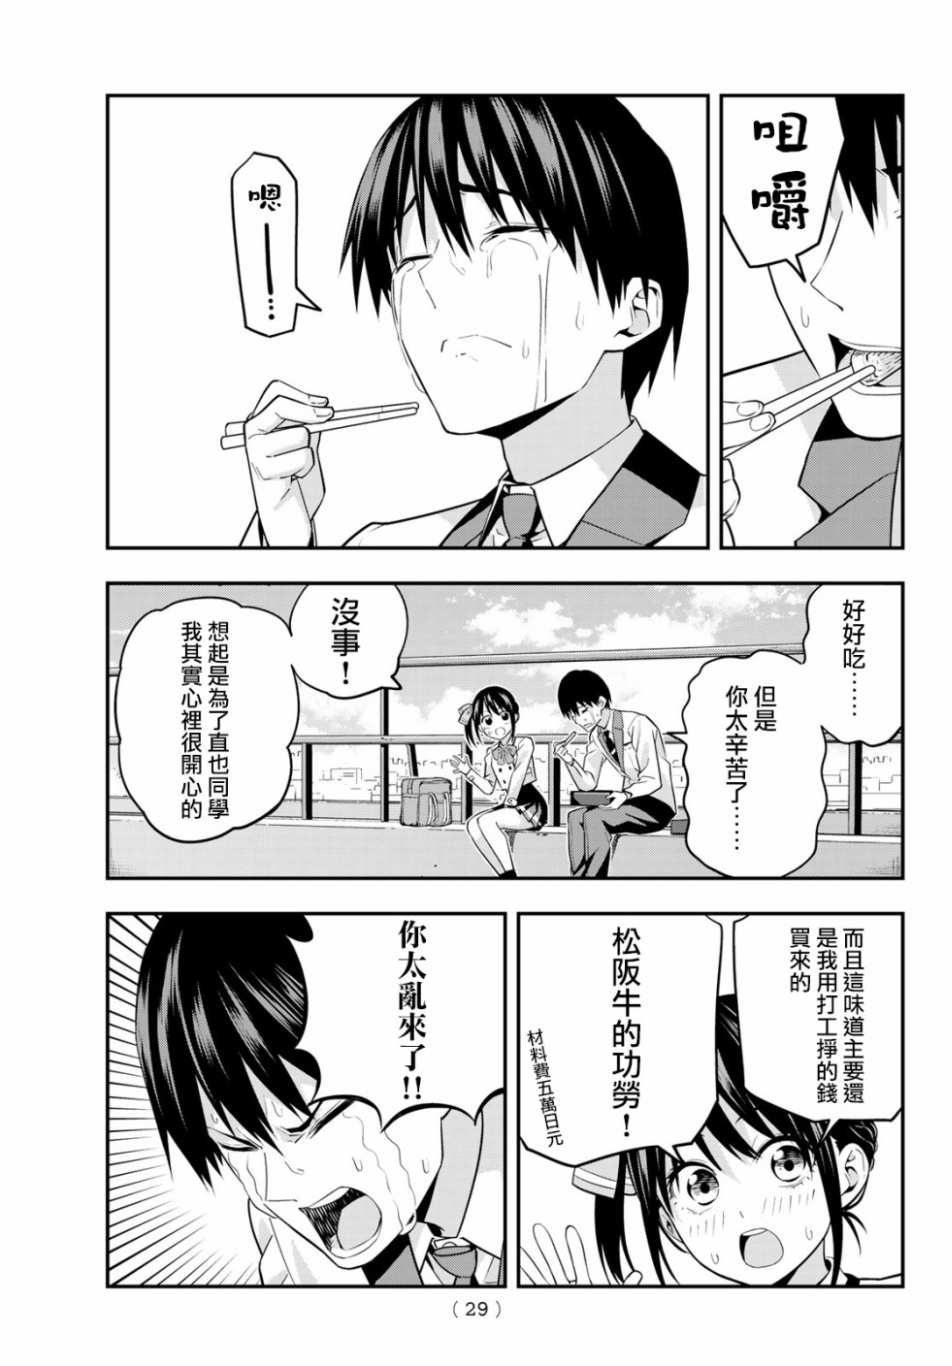 咀嚼
嗯——…
好好吃……
但是
你太辛苦了……
沒事！
想起是為了直也同學
我其實心裡很開心的
而且這味道主要還
是我用打工掙的錢
買來的
松阪牛的功勞！
材料費五萬日元
你太亂來了!!
（29）